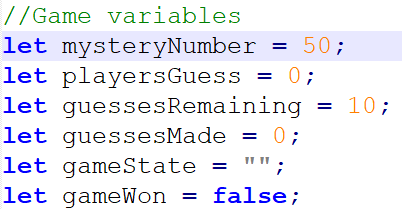 //Game variables
let mysteryNumber = 50;
let playersGuess = 0;
let guessesRemaining = 10;
let guessesMade = 0;
let gameState = "";
let gameWon = false;